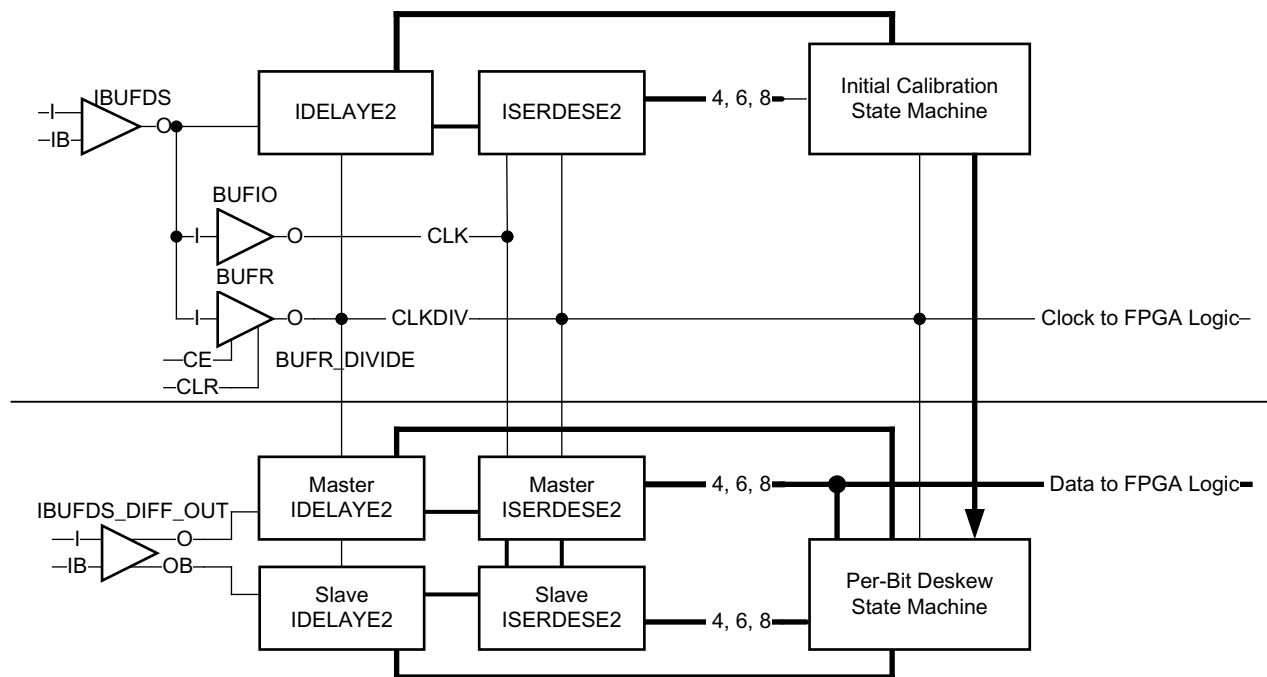 IBUFDS
I
IB
O
IDELAYE2
ISERDESE2
4, 6, 8
Initial Calibration
State Machine
BUFIO
I
O
CLK
BUFR
I
O
CLKDIV
Clock to FPGA Logic
CE
BUFR_DIVIDE
CLR
Master
IDELAYE2
Master
ISERDESE2
4, 6, 8
Data to FPGA Logic
IBUFDS_DIFF_OUT
I
O
IB
OB
Slave
IDELAYE2
Slave
ISERDESE2
4, 6, 8
Per-Bit Deskew
State Machine